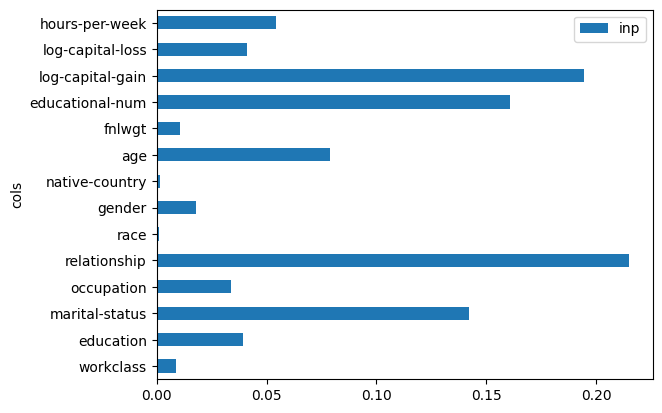 inp
hours-per-week
log-capital-loss
log-capital-gain
educational-num
fnlwgt
age
native-country
gender
race
relationship
occupation
marital-status
education
workclass
cols
0.00 0.05 0.10 0.15 0.20